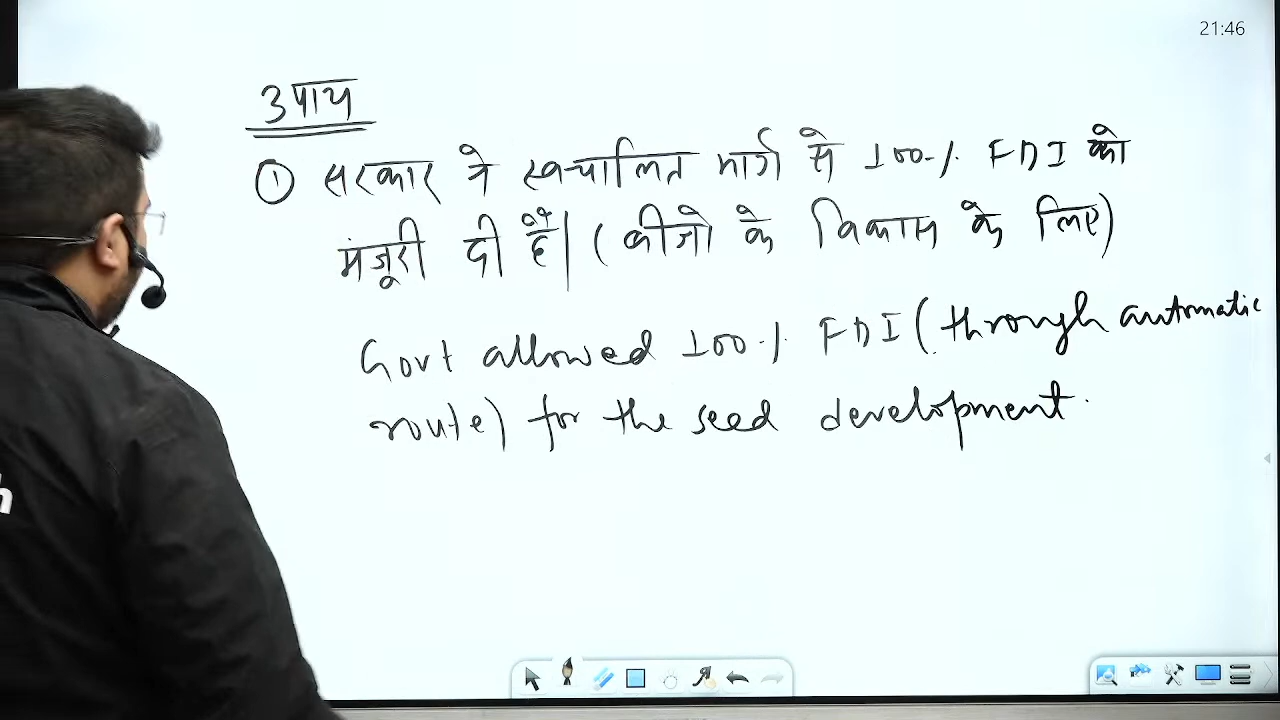 21:46
उपाय
① सरकार ने स्वचालित मार्ग से 100% FDI को
मंजूरी दी है। (बीजो के विकास के लिए)
Govt allowed 100% FDI (through automatic
route) for the seed development.
h